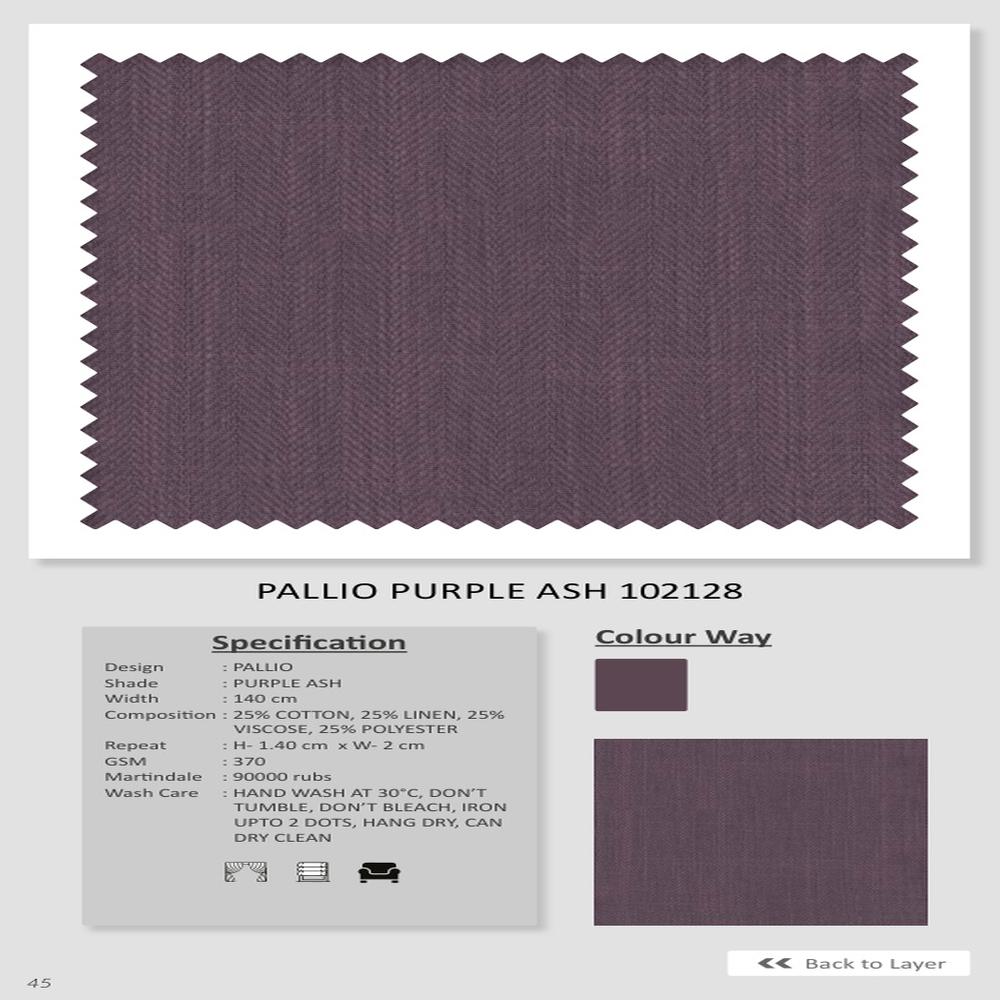 PALLIO PURPLE ASH 102128
Specification
Design : PALLIO
Shade : PURPLE ASH
Width : 140 cm
Composition : 25% COTTON, 25% LINEN, 25%
VISCOSE, 25% POLYESTER
Repeat : H- 1.40 cm x W- 2 cm
GSM : 370
Martindale : 90000 rubs
Wash Care : HAND WASH AT 30°C, DON’T
TUMBLE, DON’T BLEACH, IRON
UPTO 2 DOTS, HANG DRY, CAN
DRY CLEAN
Colour Way
Back to Layer
45